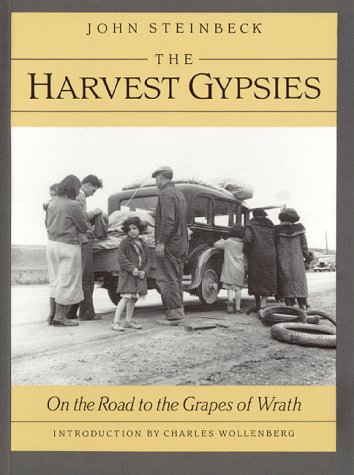 JOHN STEINBECK
THE
HARVEST GYPSIES
On the Road to the Grapes of Wrath
INTRODUCTION BY CHARLES WOLLENBERG